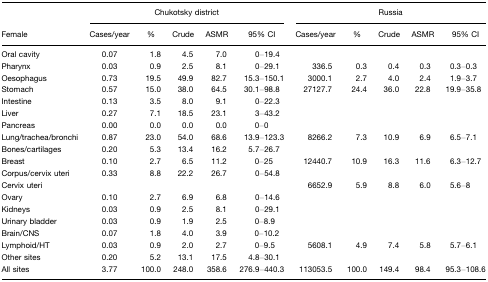 Chukotsky district Russia
Female Cases/year % Crude ASMR 95% CI Cases/year % Crude ASMR 95% CI
Oral cavity 0.07 1.8 4.5 7.0 0–19.4
Pharynx 0.03 0.9 2.5 8.1 0–29.1 336.5 0.3 0.4 0.3 0.3–0.3
Oesophagus 0.73 19.5 49.9 82.7 15.3–150.1 3000.1 2.7 4.0 2.4 1.9–3.7
Stomach 0.57 15.0 38.0 64.5 30.1–98.8 27127.7 24.4 36.0 22.8 19.9–35.8
Intestine 0.13 3.5 8.0 9.1 0–22.3
Liver 0.27 7.1 18.5 23.1 3–43.2
Pancreas 0.00 0.0 0.0 0.0 0–0
Lung/trachea/bronchi 0.87 23.0 54.0 68.6 13.9–123.3 8266.2 7.3 10.9 6.9 6.5–7.1
Bones/cartilages 0.20 5.3 13.4 16.2 5.7–26.7
Breast 0.10 2.7 6.5 11.2 0–25 12440.7 10.9 16.3 11.6 6.3–12.7
Corpus/cervix uteri 0.33 8.8 22.2 26.7 0–54.8
Cervix uteri 6652.9 5.9 8.8 6.0 5.6–8
Ovary 0.10 2.7 6.9 6.8 0–14.6
Kidneys 0.03 0.9 2.5 8.1 0–29.1
Urinary bladder 0.03 0.9 1.9 2.5 0–8.9
Brain/CNS 0.07 1.8 4.0 3.9 0–10.2
Lymphoid/HT 0.03 0.9 2.0 2.7 0–9.5 5608.1 4.9 7.4 5.8 5.7–6.1
Other sites 0.20 5.2 13.1 17.5 4.8–30.1
All sites 3.77 100.0 248.0 358.6 276.9–440.3 113053.5 100.0 149.4 98.4 95.3–108.6